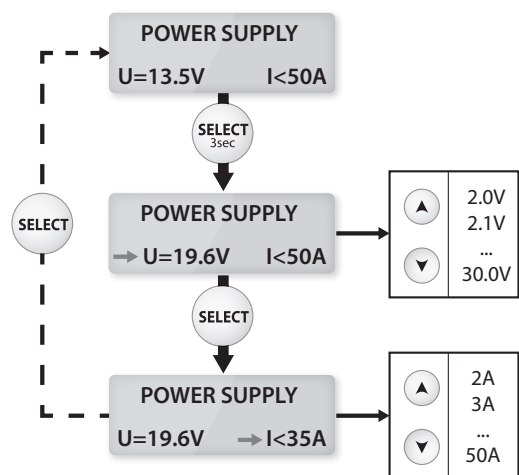 POWER SUPPLY
U=13.5V I<50A
SELECT
3sec
POWER SUPPLY
U=19.6V I<50A
2.0V
2.1V
...
30.0V
SELECT
SELECT
POWER SUPPLY
U=19.6V I<35A
2A
3A
...
50A